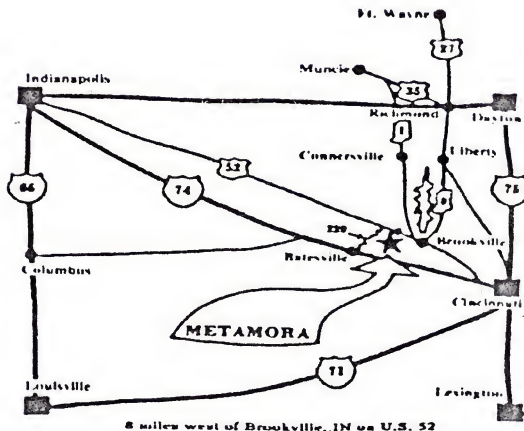 Ft. Wayne
27
Muncie
Indianapolis
35
Richmond
Dayton
1
Connersville
Liberty
52
65
74
75
229
Brookville
Batesville
Columbus
Cincinnati
METAMORA
71
Louisville
Lexington
8 miles west of Brookville, IN on U.S. 52